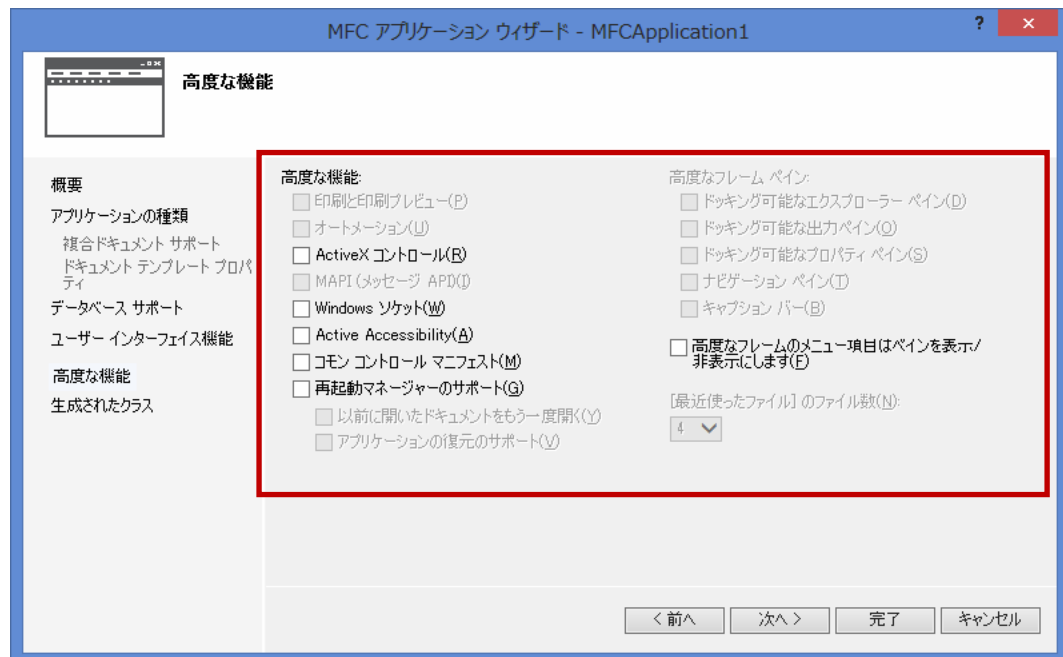 MFC アプリケーション ウィザード - MFCApplication1
?
高度な機能
概要
アプリケーションの種類
複合ドキュメント サポート
ドキュメント テンプレート プロパ
ティ
データベース サポート
ユーザー インターフェイス機能
高度な機能
生成されたクラス
高度な機能:
印刷と印刷プレビュー(P)
オートメーション(U)
ActiveX コントロール(R)
MAPI (メッセージ API)(I)
Windows ソケット(W)
Active Accessibility(A)
コモン コントロール マニフェスト(M)
再起動マネージャーのサポート(G)
以前に開いたドキュメントをもう一度開く(Y)
アプリケーションの復元のサポート(V)
高度なフレーム ペイン:
ドッキング可能なエクスプローラー ペイン(D)
ドッキング可能な出力ペイン(O)
ドッキング可能なプロパティ ペイン(S)
ナビゲーション ペイン(T)
キャプション バー(B)
高度なフレームのメニュー項目はペインを表示/
非表示にします(F)
[最近使ったファイル] のファイル数(N):
4
< 前へ
次へ >
完了
キャンセル